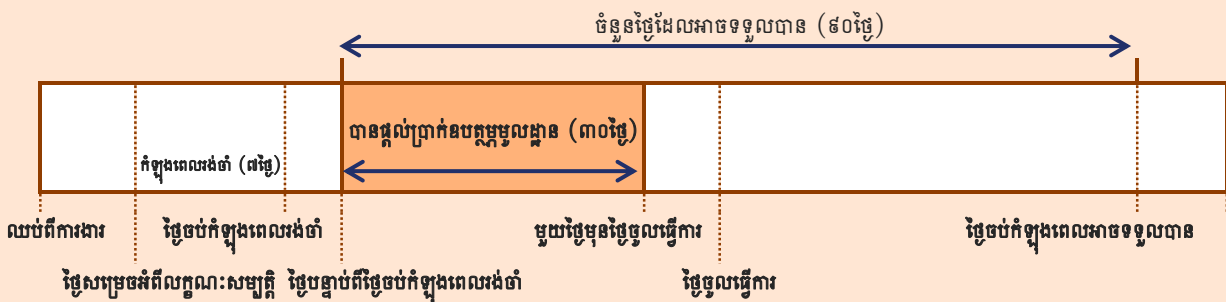 ចំនួនថ្ងៃដែលអាចទទួលបាន (៩០ថ្ងៃ)
បានផ្តល់ប្រាក់ឧបត្ថម្ភមូលដ្ឋាន (៣០ថ្ងៃ)
កំឡុងពេលរង់ចាំ (៧ថ្ងៃ)
ឈប់ពីការងារ ថ្ងៃចប់កំឡុងពេលរង់ចាំ មួយថ្ងៃមុនថ្ងៃចូលធ្វើការ ថ្ងៃចប់កំឡុងពេលអាចទទួលបាន
ថ្ងៃសម្រេចអំពីលក្ខណៈសម្បត្តិ ថ្ងៃបន្ទាប់ពីថ្ងៃចប់កំឡុងពេលរង់ចាំ ថ្ងៃចូលធ្វើការ